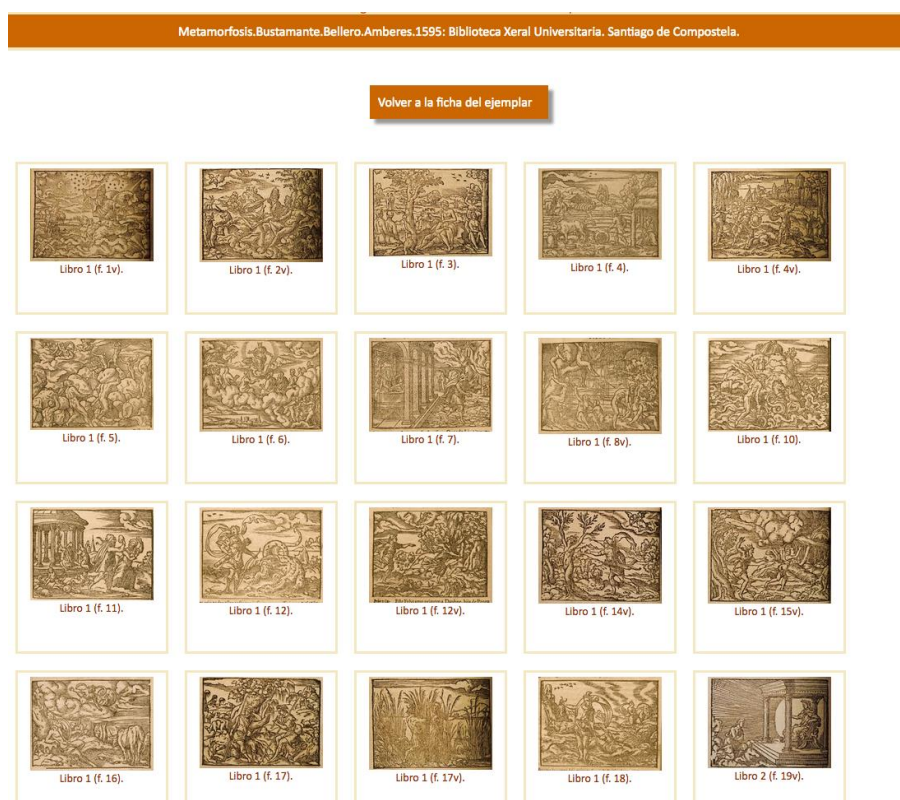 Metamorfosis.Bustamante.Bellero.Amberes.1595: Biblioteca Xeral Universitaria. Santiago de Compostela.
Volver a la ficha del ejemplar
Libro 1 (f. 1v).
Libro 1 (f. 2v).
Libro 1 (f. 3).
Libro 1 (f. 4).
Libro 1 (f. 4v).
Libro 1 (f. 5).
Libro 1 (f. 6).
Libro 1 (f. 7).
Libro 1 (f. 8v).
Libro 1 (f. 10).
Libro 1 (f. 11).
Libro 1 (f. 12).
Libro 1 (f. 12v).
Libro 1 (f. 14v).
Libro 1 (f. 15v).
Libro 1 (f. 16).
Libro 1 (f. 17).
Libro 1 (f. 17v).
Libro 1 (f. 18).
Libro 2 (f. 19v).